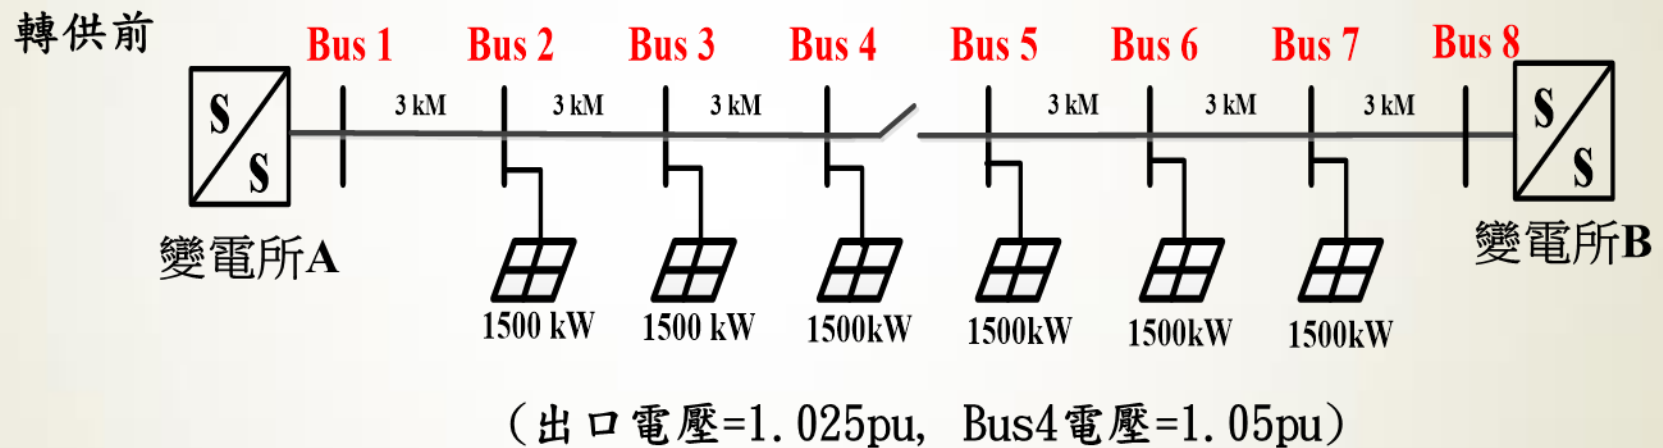 轉供前
Bus 1 Bus 2 Bus 3 Bus 4 Bus 5 Bus 6 Bus 7 Bus 8
3 kM 3 kM 3 kM 3 kM 3 kM 3 kM
S S S S
變電所A 變電所B
1500 kW 1500 kW 1500kW 1500kW 1500kW 1500kW
(出口電壓=1.025pu, Bus4電壓=1.05pu)